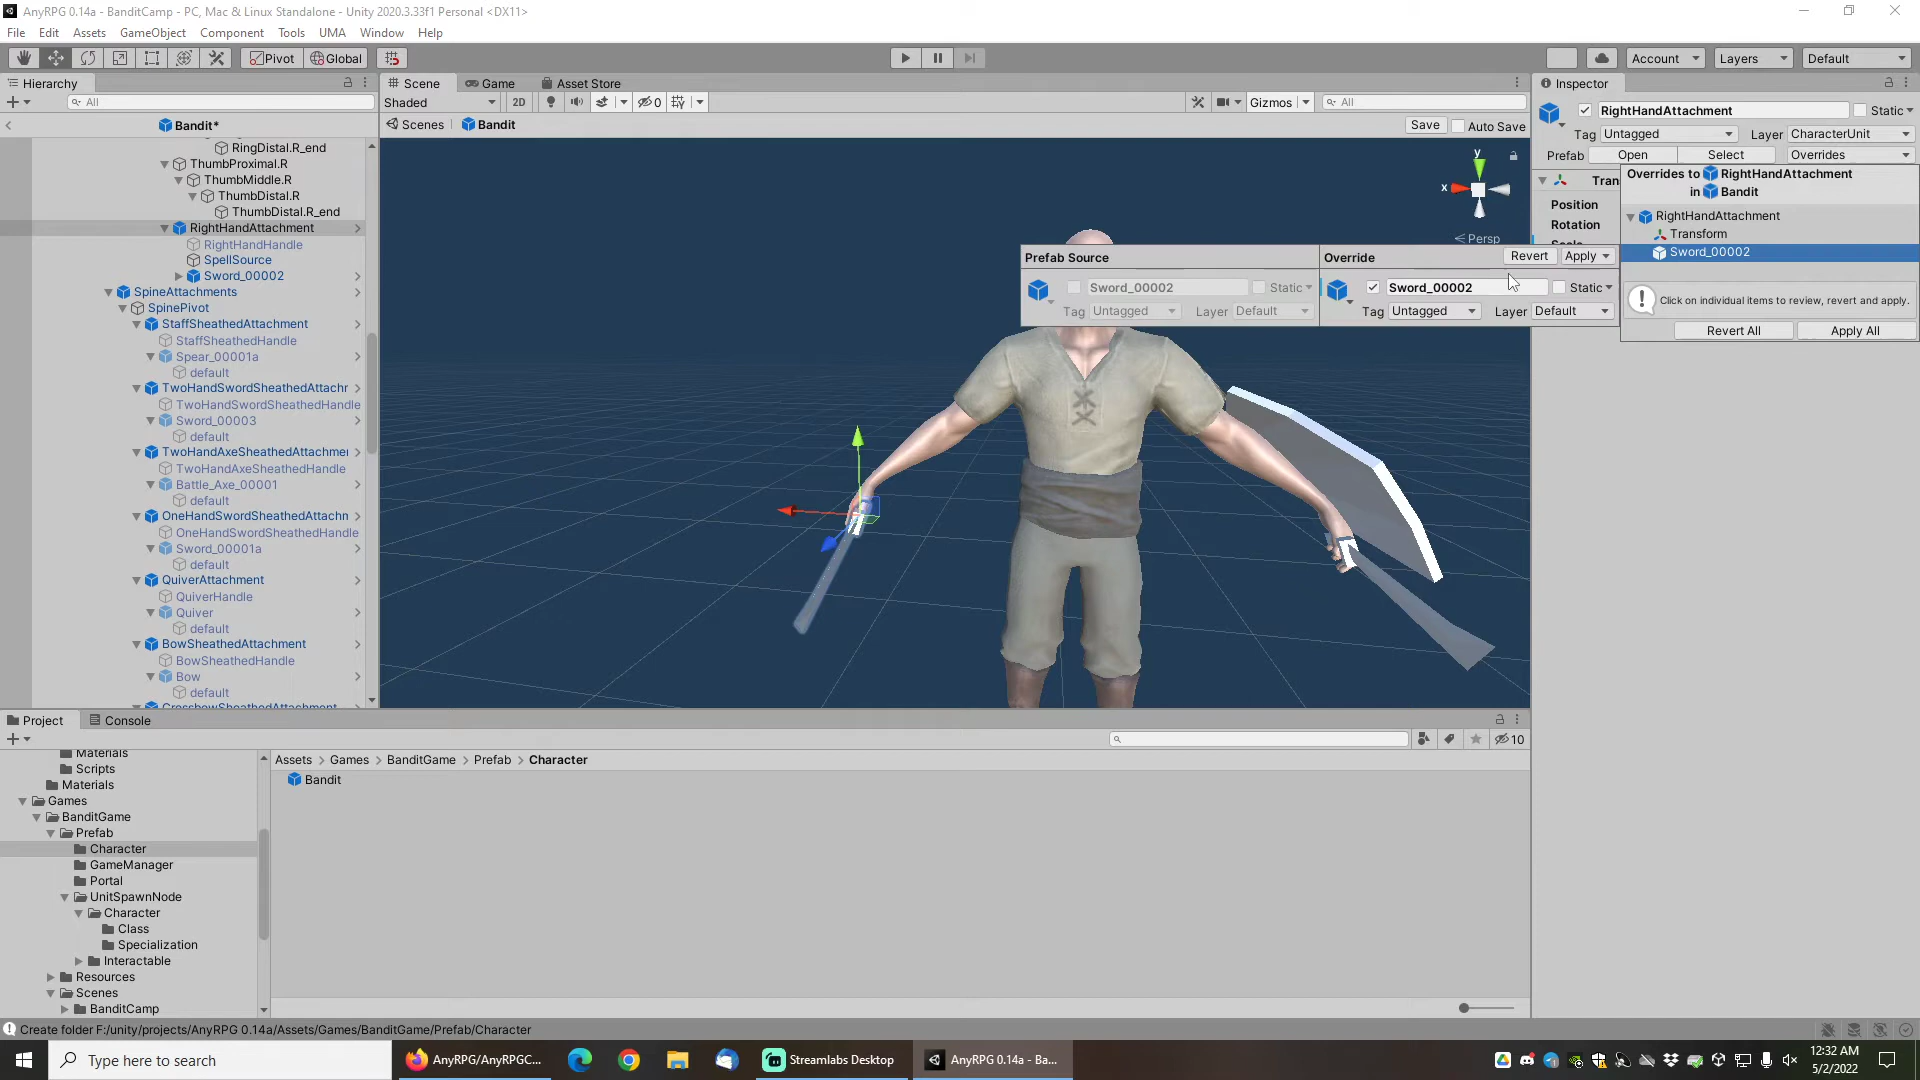 AnyRPG 0.14a - BanditCamp - PC, Mac & Linux Standalone - Unity 2020.3.33f1 Personal <DX11>
File Edit Assets GameObject Component Tools UMA Window Help
Pivot Global Account Layers Default
Hierarchy
All
Bandit*
RingDistal.R_end
ThumbProximal.R
ThumbMiddle.R
ThumbDistal.R
ThumbDistal.R_end
RightHandAttachment
RightHandHandle
SpellSource
Sword_00002
SpineAttachments
SpinePivot
StaffSheathedAttachment
StaffSheathedHandle
Spear_00001a
default
TwoHandSwordSheathedAttachr
TwoHandSwordSheathedHandle
Sword_00003
default
TwoHandAxeSheathedAttachmer
TwoHandAxeSheathedHandle
Battle_Axe_00001
default
OneHandSwordSheathedAttachn
OneHandSwordSheathedHandle
Sword_00001a
default
QuiverAttachment
QuiverHandle
Quiver
default
BowSheathedAttachment
BowSheathedHandle
Bow
default
CrossbowSheathedAttachment
Scene Game Asset Store
Shaded 2D 0 Gizmos All
Scenes Bandit Save Auto Save
y
x
Persp
Prefab Source Override Revert Apply
Sword_00002 Static Sword_00002 Static
Tag Untagged Layer Default Tag Untagged Layer Default
Inspector
RightHandAttachment Static
Tag Untagged Layer CharacterUnit
Prefab Open Select Overrides
Tran
Position
Rotation
Scale
Overrides to RightHandAttachment
in Bandit
RightHandAttachment
Transform
Sword_00002
Click on individual items to review, revert and apply.
Revert All Apply All
Project Console
10
Materials
Scripts
Materials
Games
BanditGame
Prefab
Character
GameManager
Portal
UnitSpawnNode
Character
Class
Specialization
Interactable
Resources
Scenes
BanditCamp
Assets > Games > BanditGame > Prefab > Character
Bandit
Create folder F:/unity/projects/AnyRPG 0.14a/Assets/Games/BanditGame/Prefab/Character
Type here to search
AnyRPG/AnyRPGC...
Streamlabs Desktop
AnyRPG 0.14a - Ba...
12:32 AM
5/2/2022